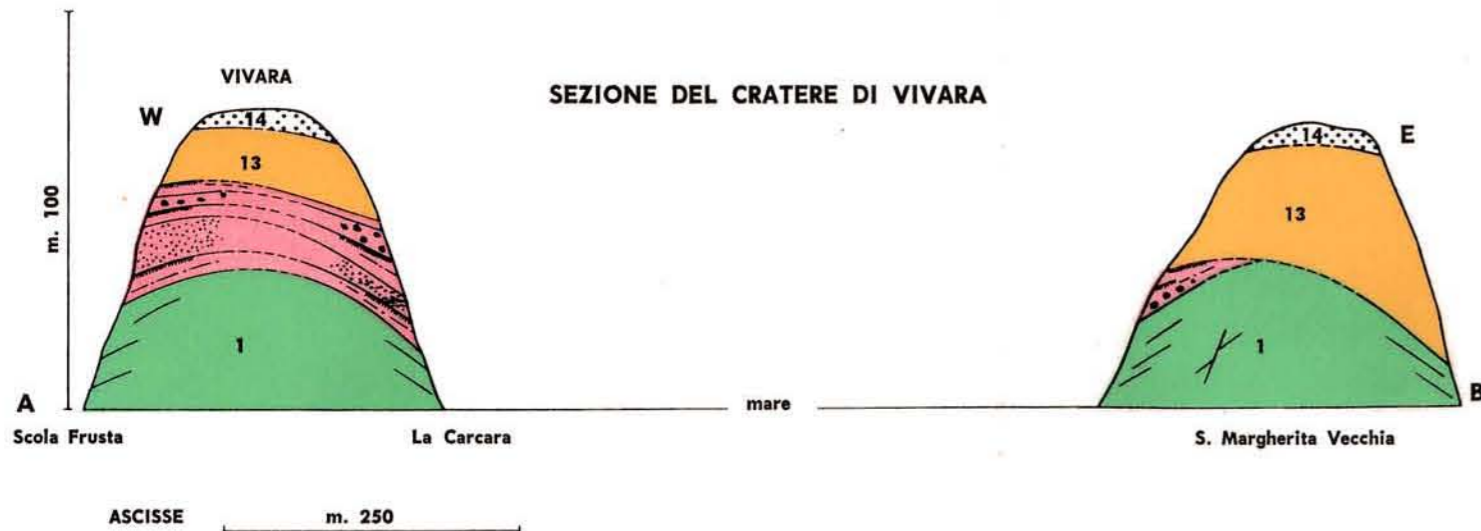 VIVARA
SEZIONE DEL CRATERE DI VIVARA
W
14
14
E
13
m. 100
13
1
1
A
mare
B
Scola Frusta
La Carcara
S. Margherita Vecchia
ASCISSE
m. 250